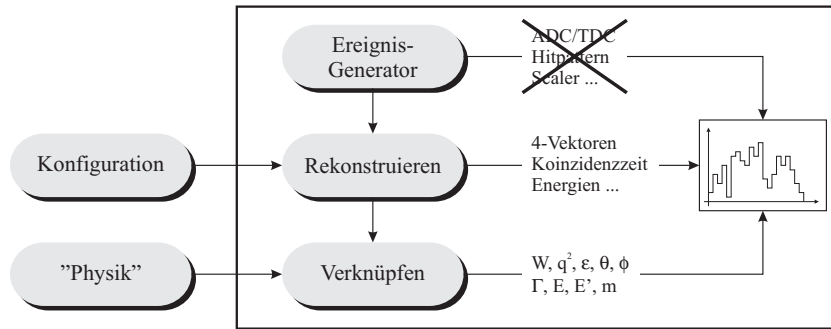 Ereignis-
Generator
ADC/TDC
Hitpattern
Scaler ...
Konfiguration
Rekonstruieren
4-Vektoren
Koinzidenzzeit
Energien ...
”Physik”
Verknüpfen
W, q², ε, θ, ϕ
Γ, E, E’, m